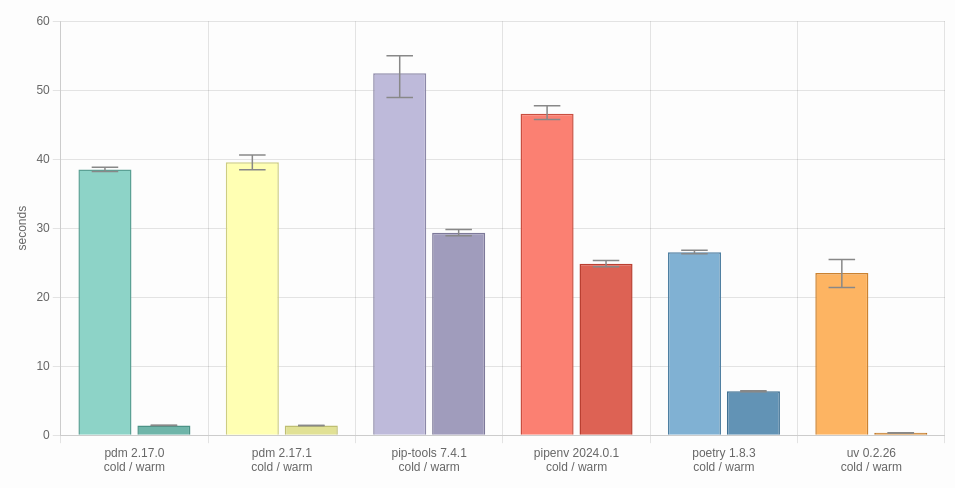 60
50
40
30
20
10
0
seconds
pdm 2.17.0
cold / warm
pdm 2.17.1
cold / warm
pip-tools 7.4.1
cold / warm
pipenv 2024.0.1
cold / warm
poetry 1.8.3
cold / warm
uv 0.2.26
cold / warm